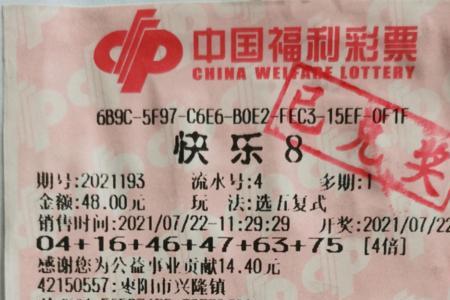 中国福利彩票
CHINA WELFARE LOTTERY
6B9C-5F97-C6E6-B0E2-FEC3-15EF-0F1F
已兑奖
快乐8
期号:2021193 流水号:4 多期:1
金额:48.00元 玩 法:选五复式
销售时间:2021/07/22-11:29:29 开奖:2021/07/22
04+16+46+47+63+75 [4倍]
感谢您为公益事业贡献14.40元
42150557:枣阳市兴隆镇